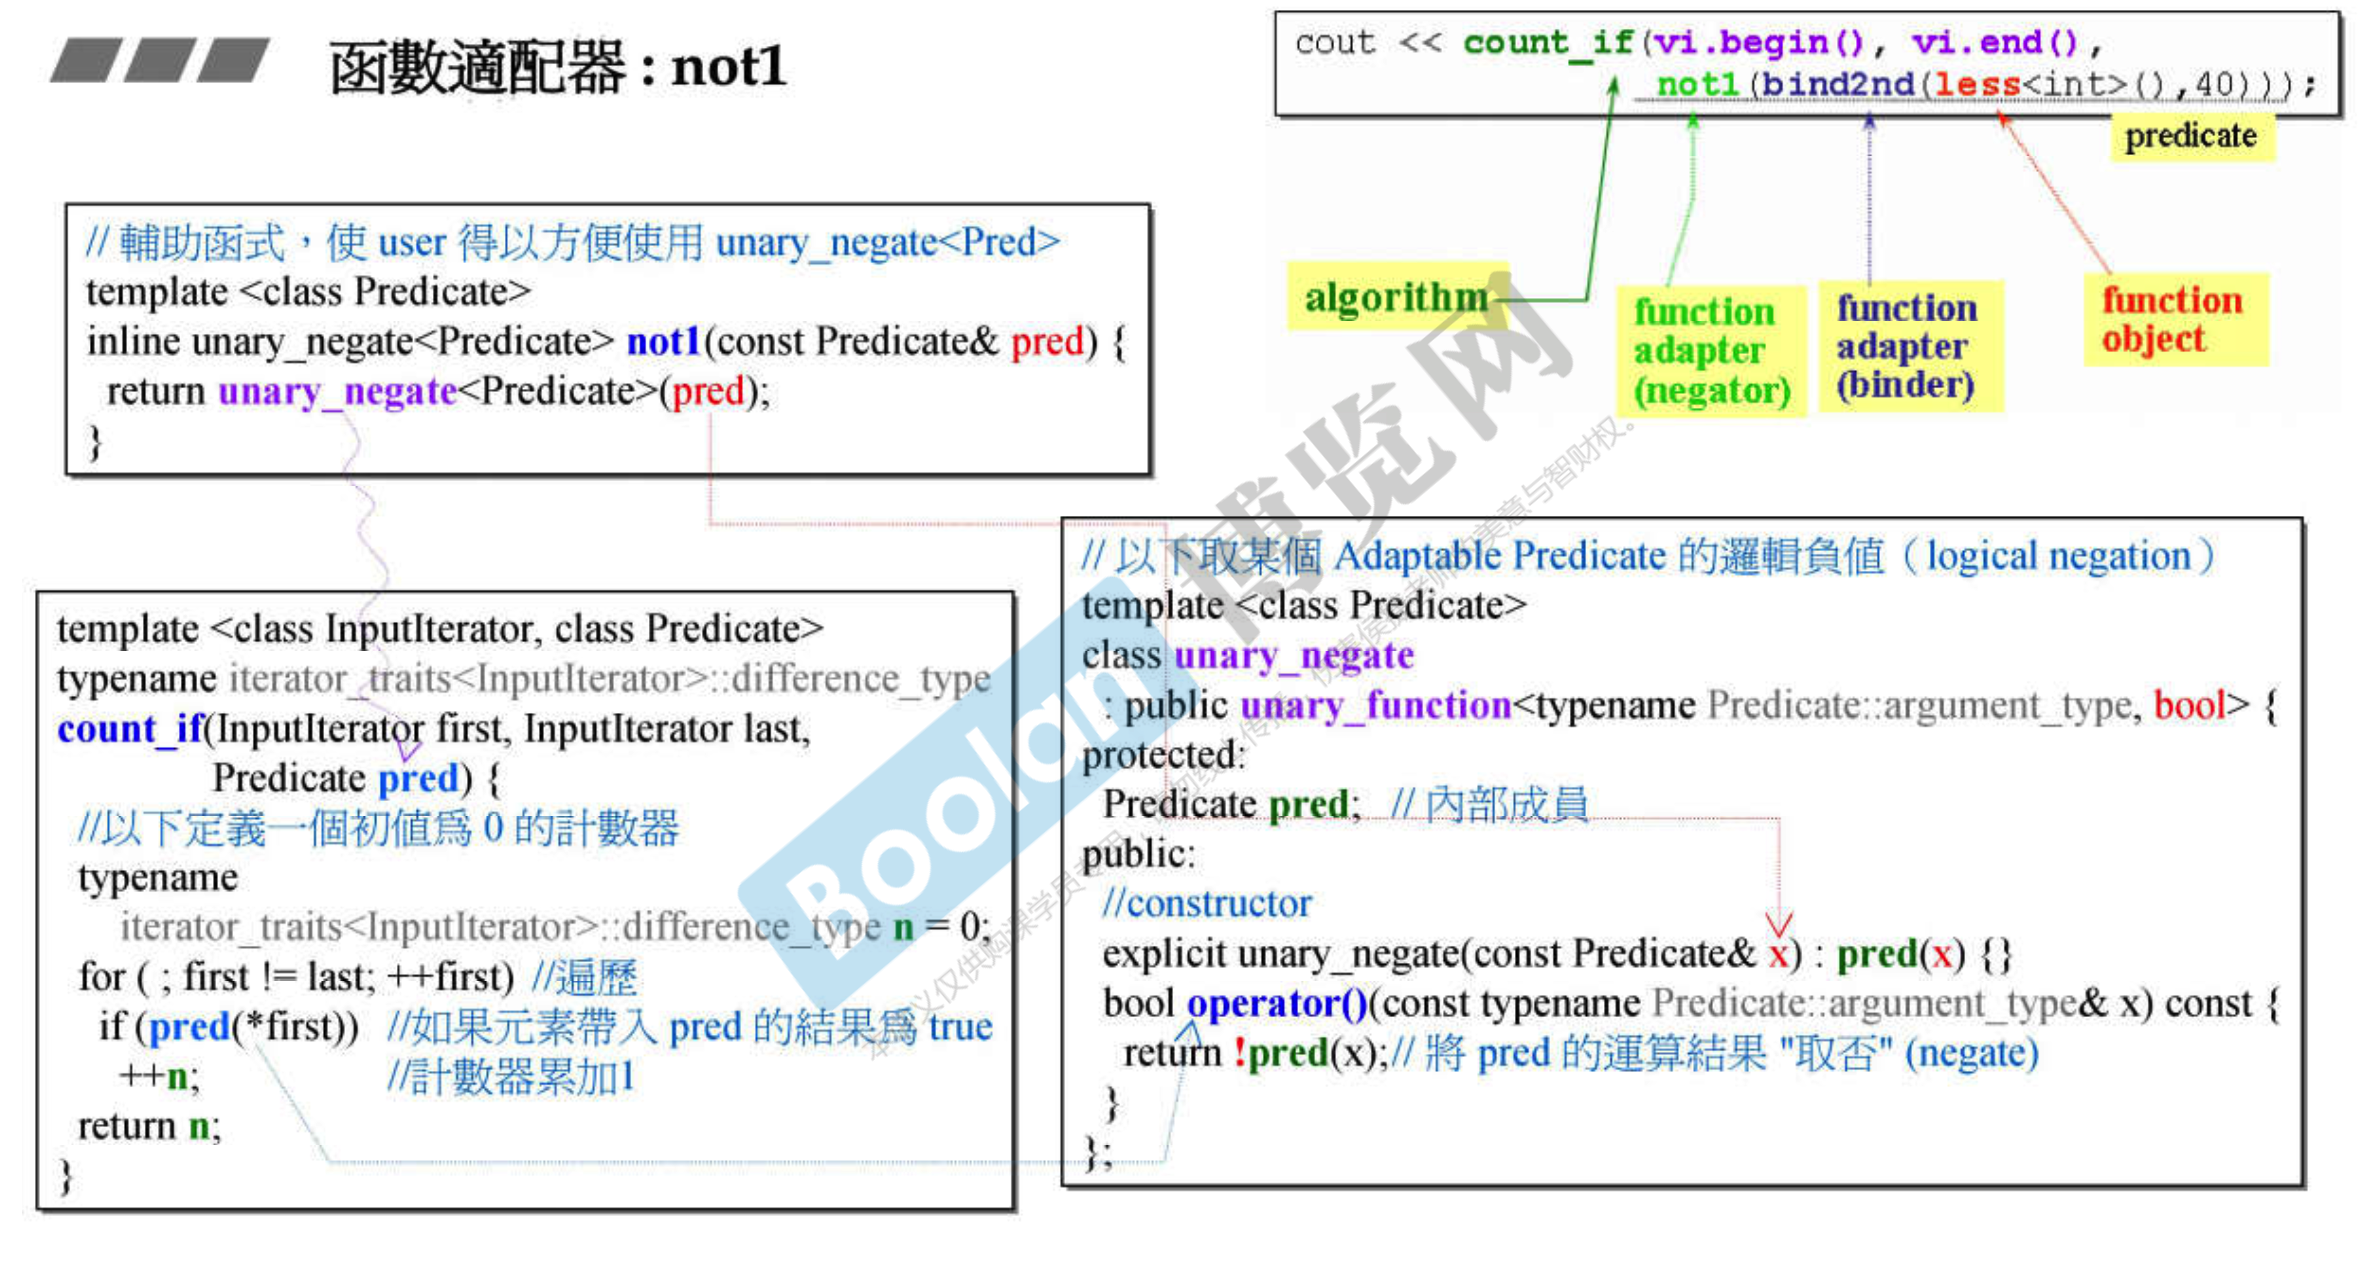 函數適配器 : not1
cout << count_if(vi.begin(), vi.end(),
not1(bind2nd(less<int>(),40)));
predicate
algorithm
function
adapter
(negator)
function
adapter
(binder)
function
object
// 輔助函式，使 user 得以方便使用 unary_negate<Pred>
template <class Predicate>
inline unary_negate<Predicate> not1(const Predicate& pred) {
return unary_negate<Predicate>(pred);
}
template <class InputIterator, class Predicate>
typename iterator_traits<InputIterator>::difference_type
count_if(InputIterator first, InputIterator last,
Predicate pred) {
//以下定義一個初值為 0 的計數器
typename
iterator_traits<InputIterator>::difference_type n = 0;
for ( ; first != last; ++first) //遍歷
if (pred(*first)) //如果元素帶入 pred 的結果為 true
++n; //計數器累加1
return n;
}
// 以下取某個 Adaptable Predicate 的邏輯負值（logical negation）
template <class Predicate>
class unary_negate
: public unary_function<typename Predicate::argument_type, bool> {
protected:
Predicate pred; // 內部成員
public:
//constructor
explicit unary_negate(const Predicate& x) : pred(x) {}
bool operator()(const typename Predicate::argument_type& x) const {
return !pred(x);// 將 pred 的運算結果 "取否" (negate)
}
};
Boolan
博览网